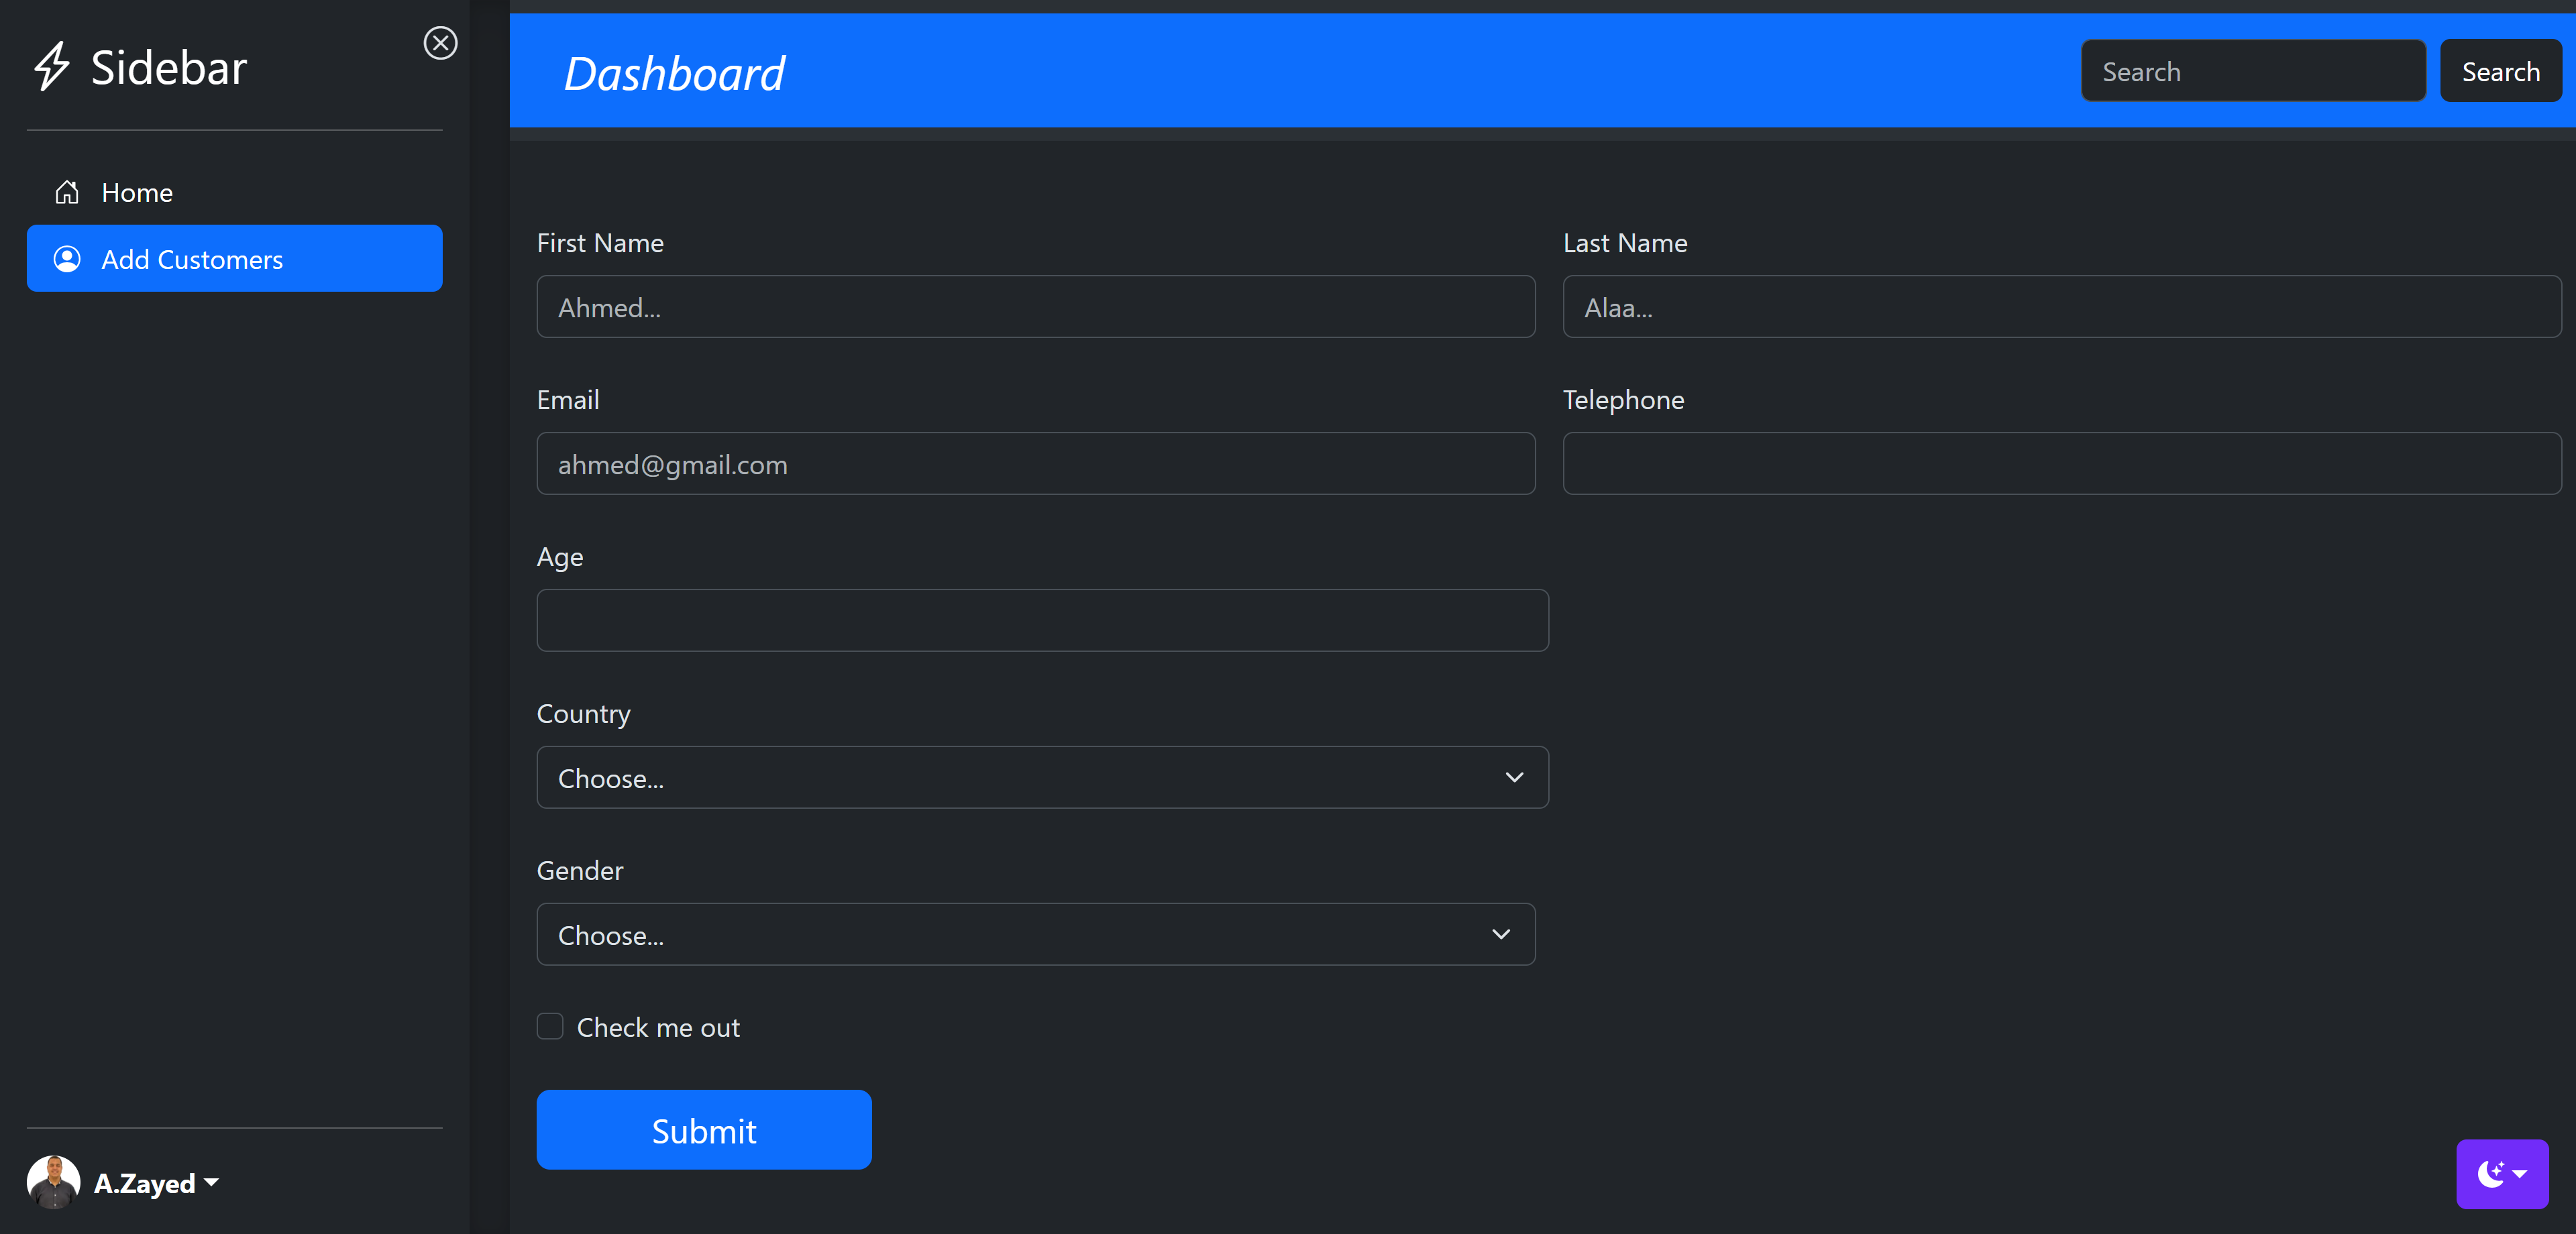 Sidebar
Home
Add Customers
A.Zayed
Dashboard
Search
Search
First Name
Last Name
Ahmed...
Alaa...
Email
Telephone
ahmed@gmail.com
Age
Country
Choose...
Gender
Choose...
Check me out
Submit